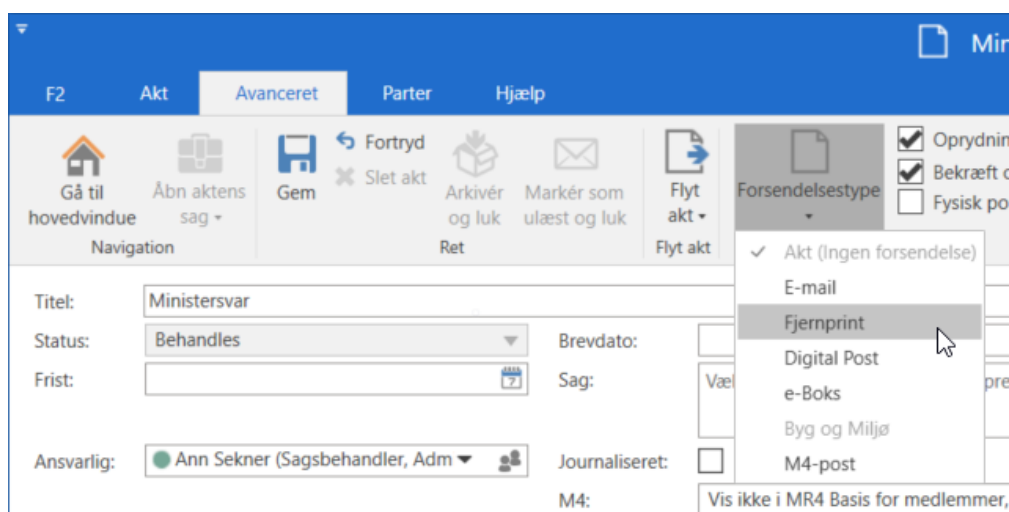 Min
F2 Akt Avanceret Parter Hjælp
Gå til hovedvindue
Åbn aktens sag
Gem
Fortryd
Slet akt
Arkivér og luk
Markér som ulæst og luk
Flyt akt
Forsendelsestype
Oprydnin
Bekræft o
Fysisk po
Navigation
Ret
Flyt akt
Akt (Ingen forsendelse)
E-mail
Fjernprint
Digital Post
e-Boks
Byg og Miljø
M4-post
Titel: Ministersvar
Status: Behandles
Brevdato:
Frist: 7
Sag: Væl pre
Ansvarlig: Ann Sekner (Sagsbehandler, Adm
Journaliseret:
M4: Vis ikke i MR4 Basis for medlemmer,